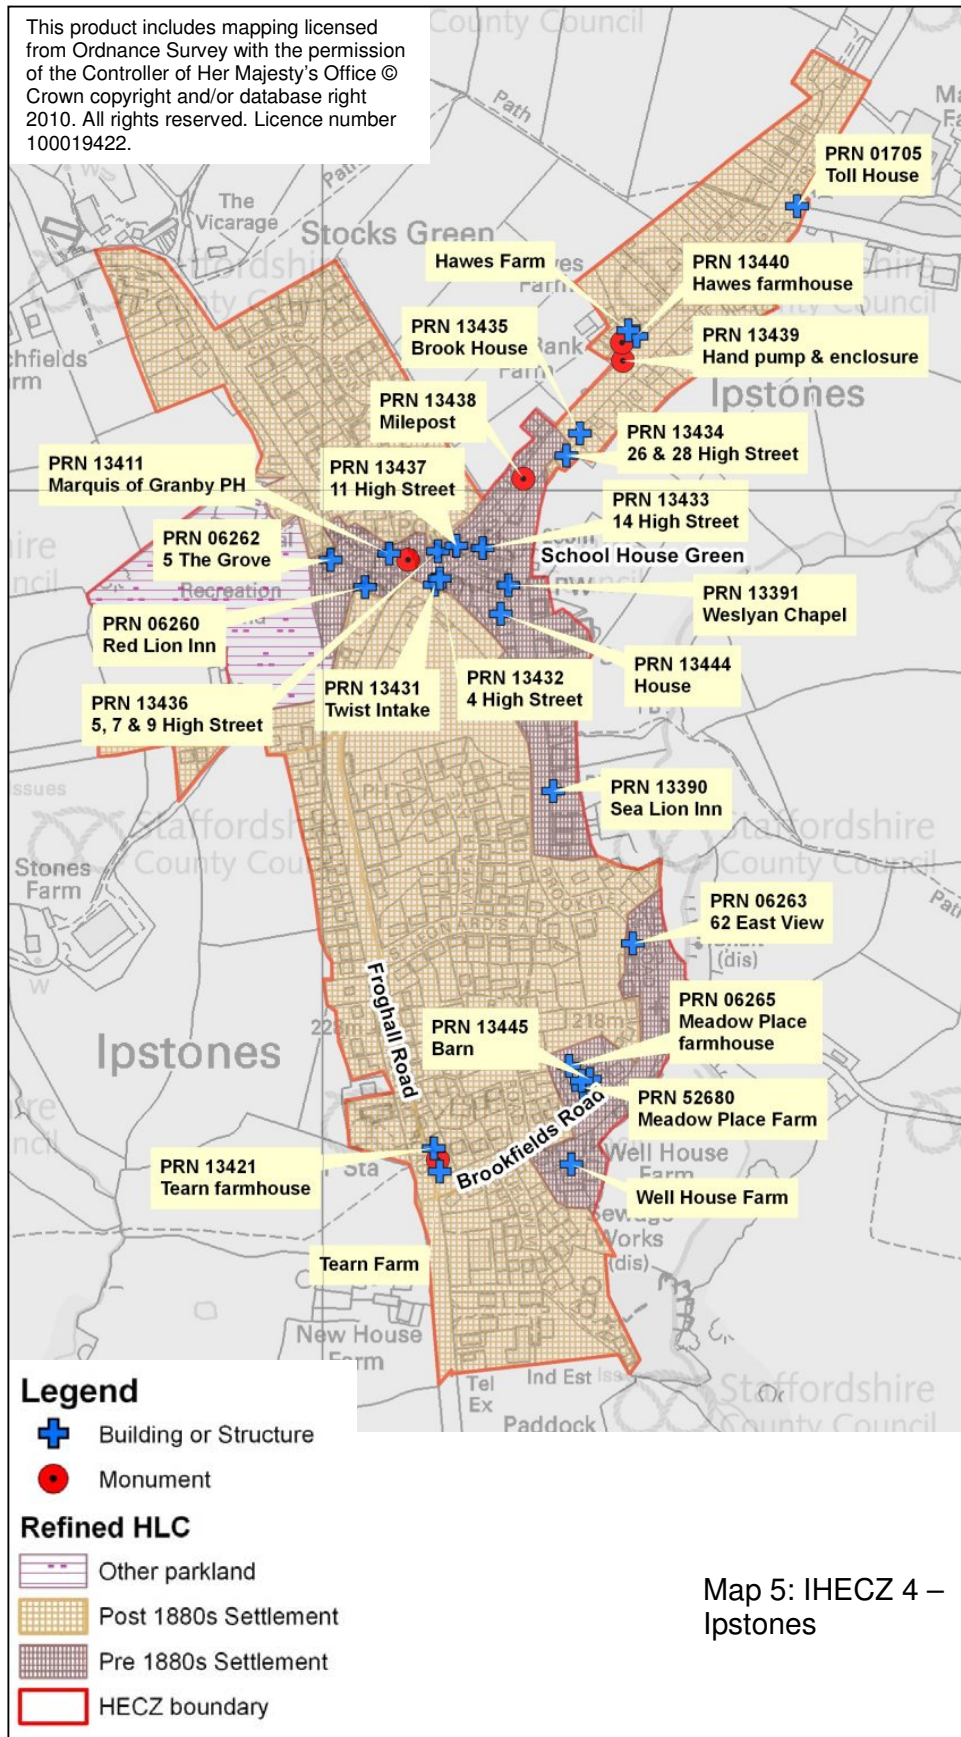 This product includes mapping licensed
from Ordnance Survey with the permission
of the Controller of Her Majesty's Office ©
Crown copyright and/or database right
2010. All rights reserved. Licence number
100019422.
County Council
Path
Path
The
Vicarage
Stocks Green
PRN 01705
Toll House
Hawes Farm
PRN 13440
Hawes farmhouse
PRN 13435
Brook House
PRN 13439
Hand pump & enclosure
Bank
Farm
Ipstones
PRN 13438
Milepost
PRN 13434
26 & 28 High Street
PRN 13411
Marquis of Granby PH
PRN 13437
11 High Street
PRN 13433
14 High Street
PRN 06262
5 The Grove
School House Green
Recreation
PRN 13391
Weslyan Chapel
PRN 06260
Red Lion Inn
PRN 13444
House
PRN 13431
Twist Intake
PRN 13432
4 High Street
PRN 13436
5, 7 & 9 High Street
PRN 13390
Sea Lion Inn
Staffordshire
County Council
Staffordshire
County Council
Stones
Farm
W
PRN 06263
62 East View
(dis)
Froghall Road
PRN 06265
Meadow Place
farmhouse
PRN 13445
Barn
Ipstones
PRN 52680
Meadow Place Farm
Brookfields Road
PRN 13421
Tearn farmhouse
Sta
Well House
Farm
Well House Farm
Sewage
Works
(dis)
Tearn Farm
New House
Farm
Tel
Ex
Ind Est
Paddock
Staffordshire
County Council
Legend
Building or Structure
Monument
Refined HLC
Other parkland
Post 1880s Settlement
Pre 1880s Settlement
HECZ boundary
Map 5: IHECZ 4 –
Ipstones